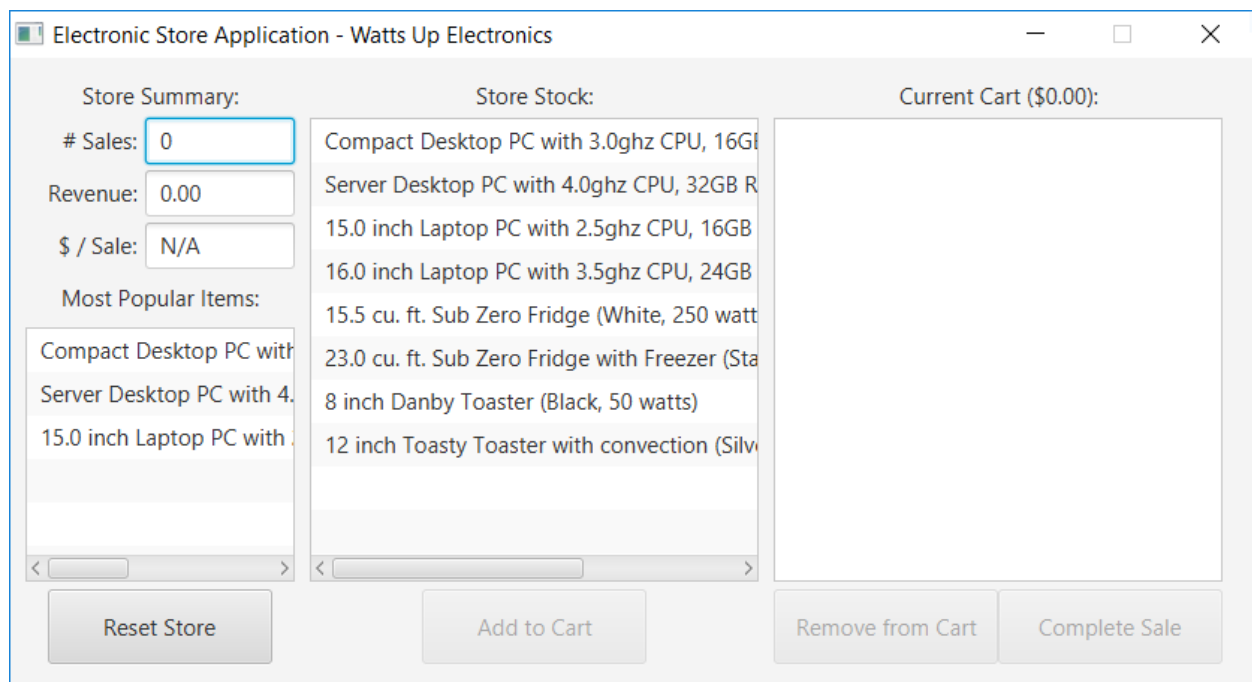 Electronic Store Application - Watts Up Electronics
Store Summary:
# Sales: 0
Revenue: 0.00
$ / Sale: N/A
Most Popular Items:
Compact Desktop PC with
Server Desktop PC with 4.
15.0 inch Laptop PC with
Reset Store
Store Stock:
Compact Desktop PC with 3.0ghz CPU, 16GB
Server Desktop PC with 4.0ghz CPU, 32GB R
15.0 inch Laptop PC with 2.5ghz CPU, 16GB
16.0 inch Laptop PC with 3.5ghz CPU, 24GB
15.5 cu. ft. Sub Zero Fridge (White, 250 watt
23.0 cu. ft. Sub Zero Fridge with Freezer (Sta
8 inch Danby Toaster (Black, 50 watts)
12 inch Toasty Toaster with convection (Silv
Add to Cart
Current Cart ($0.00):
Remove from Cart
Complete Sale